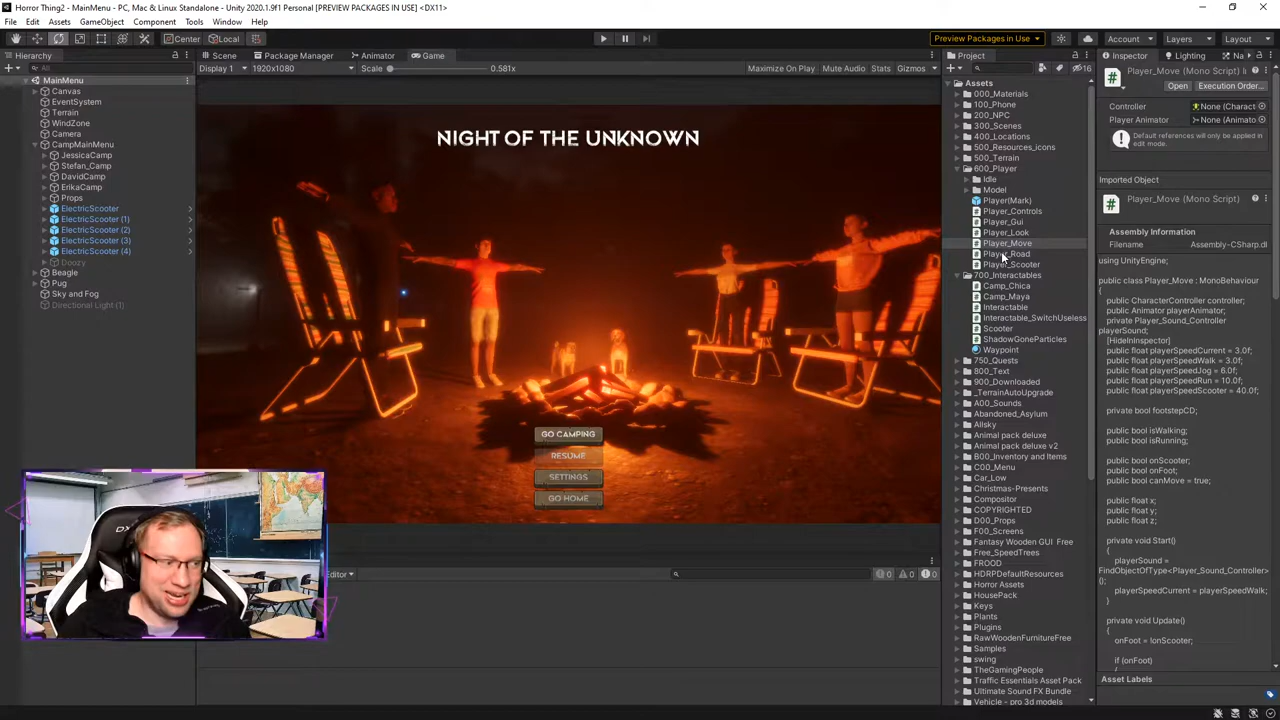 Horror Thing2 - MainMenu - PC, Mac & Linux Standalone - Unity 2020.1.9f1 Personal [PREVIEW PACKAGES IN USE] <DX11>
File Edit Assets GameObject Component Tools Window Help
Center Local Preview Packages in Use Account Layers Layout
Hierarchy Scene Package Manager Animator Game Project Inspector Lighting Na
All Display 1 1920x1080 Scale 0.581x Maximize On Play Mute Audio Stats Gizmos 16
MainMenu
Canvas
EventSystem
Terrain
WindZone
Camera
CampMainMenu
JessicaCamp
Stefan_Camp
DavidCamp
ErikaCamp
Props
ElectricScooter
ElectricScooter (1)
ElectricScooter (2)
ElectricScooter (3)
ElectricScooter (4)
Doozy
Beagle
Pug
Sky and Fog
Directional Light (1)
NIGHT OF THE UNKNOWN
GO CAMPING
RESUME
SETTINGS
GO HOME
Editor 0 0 0
DX
Assets
000_Materials
100_Phone
200_NPC
300_Scenes
400_Locations
500_Resources_icons
500_Terrain
600_Player
Idle
Model
Player(Mark)
Player_Controls
Player_Gui
Player_Look
Player_Move
Player_Road
Player_Scooter
700_Interactables
Camp_Chica
Camp_Maya
Interactable
Interactable_SwitchUseless
Scooter
ShadowGoneParticles
Waypoint
750_Quests
800_Text
900_Downloaded
_TerrainAutoUpgrade
A00_Sounds
Abandoned_Asylum
Allsky
Animal pack deluxe
Animal pack deluxe v2
B00_Inventory and Items
C00_Menu
Car_Low
Christmas-Presents
Compositor
COPYRIGHTED
D00_Props
F00_Screens
Fantasy Wooden GUI Free
Free_SpeedTrees
FROOD
HDRPDefaultResources
Horror Assets
HousePack
Keys
Plants
Plugins
RawWoodenFurnitureFree
Samples
swing
TheGamingPeople
Traffic Essentials Asset Pack
Ultimate Sound FX Bundle
Vehicle - pro 3d models
Player_Move (Mono Script) I
Open Execution Order...
Controller None (Charact
Player Animator None (Animato
Default references will only be applied in
edit mode.
Imported Object
Player_Move (Mono Script)
Assembly Information
Filename Assembly-CSharp.dl
using UnityEngine;
public class Player_Move : MonoBehaviour
{
public CharacterController controller;
public Animator playerAnimator;
private Player_Sound_Controller
playerSound;
[HideInInspector]
public float playerSpeedCurrent = 3.0f;
public float playerSpeedWalk = 3.0f;
public float playerSpeedJog = 6.0f;
public float playerSpeedRun = 10.0f;
public float playerSpeedScooter = 40.0f;
private bool footstepCD;
public bool isWalking;
public bool isRunning;
public bool onScooter;
public bool onFoot;
public bool canMove = true;
public float x;
public float y;
public float z;
private void Start()
{
playerSound =
FindObjectOfType<Player_Sound_Controller>
();
playerSpeedCurrent = playerSpeedWalk;
}
private void Update()
{
onFoot = !onScooter;
if (onFoot)
{
Asset Labels